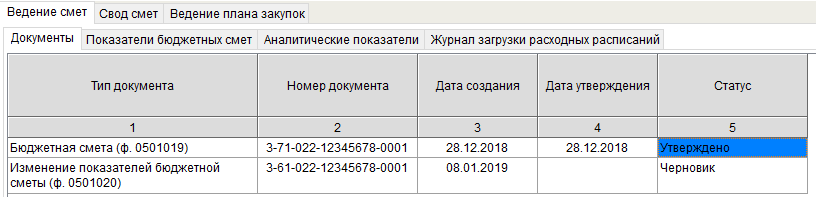 Ведение смет Свод смет Ведение плана закупок
Документы Показатели бюджетных смет Аналитические показатели Журнал загрузки расходных расписаний
Тип документа Номер документа Дата создания Дата утверждения Статус
1 2 3 4 5
Бюджетная смета (ф. 0501019) 3-71-022-12345678-0001 28.12.2018 28.12.2018 Утверждено
Изменение показателей бюджетной 3-61-022-12345678-0001 08.01.2019 Черновик
сметы (ф. 0501020)